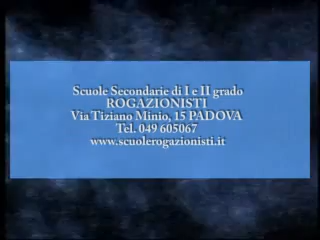 Scuole Secondarie di I e II grado
ROGAZIONISTI
Via Tiziano Minio, 15 PADOVA
Tel. 049 605067
www.scuolerogazionisti.it